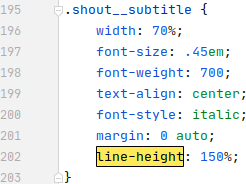 195 .shout__subtitle {
196 width: 70%;
197 font-size: .45em;
198 font-weight: 700;
199 text-align: center;
200 font-style: italic;
201 margin: 0 auto;
202 line-height: 150%;
203 }